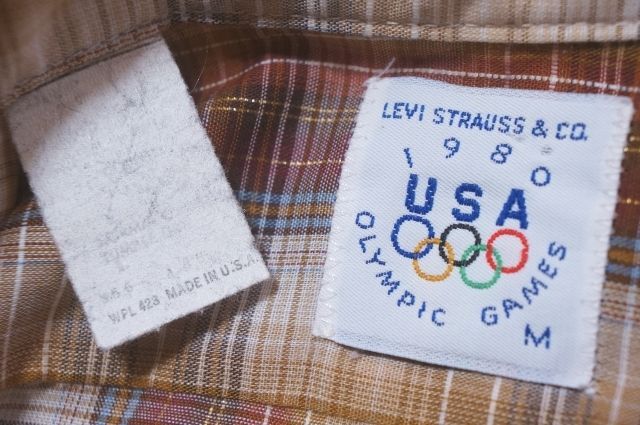 LEVI STRAUSS & CO.
1980
USA
OLYMPIC GAMES
M
WPL 423 MADE IN U.S.A.